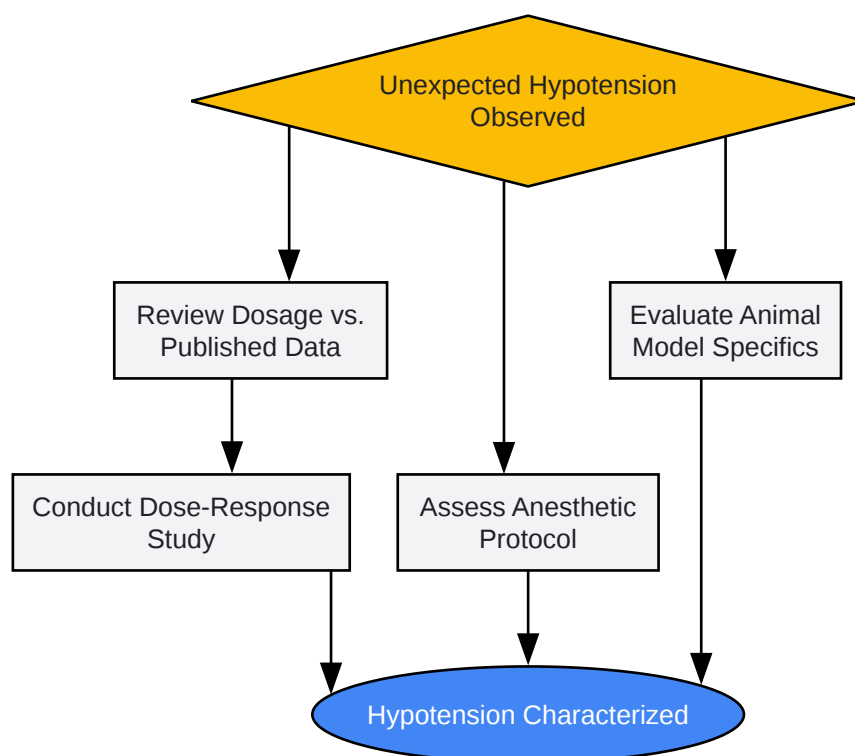 Unexpected Hypotension
Observed
Review Dosage vs.
Published Data
Evaluate Animal
Model Specifics
Conduct Dose-Response
Study
Assess Anesthetic
Protocol
Hypotension Characterized